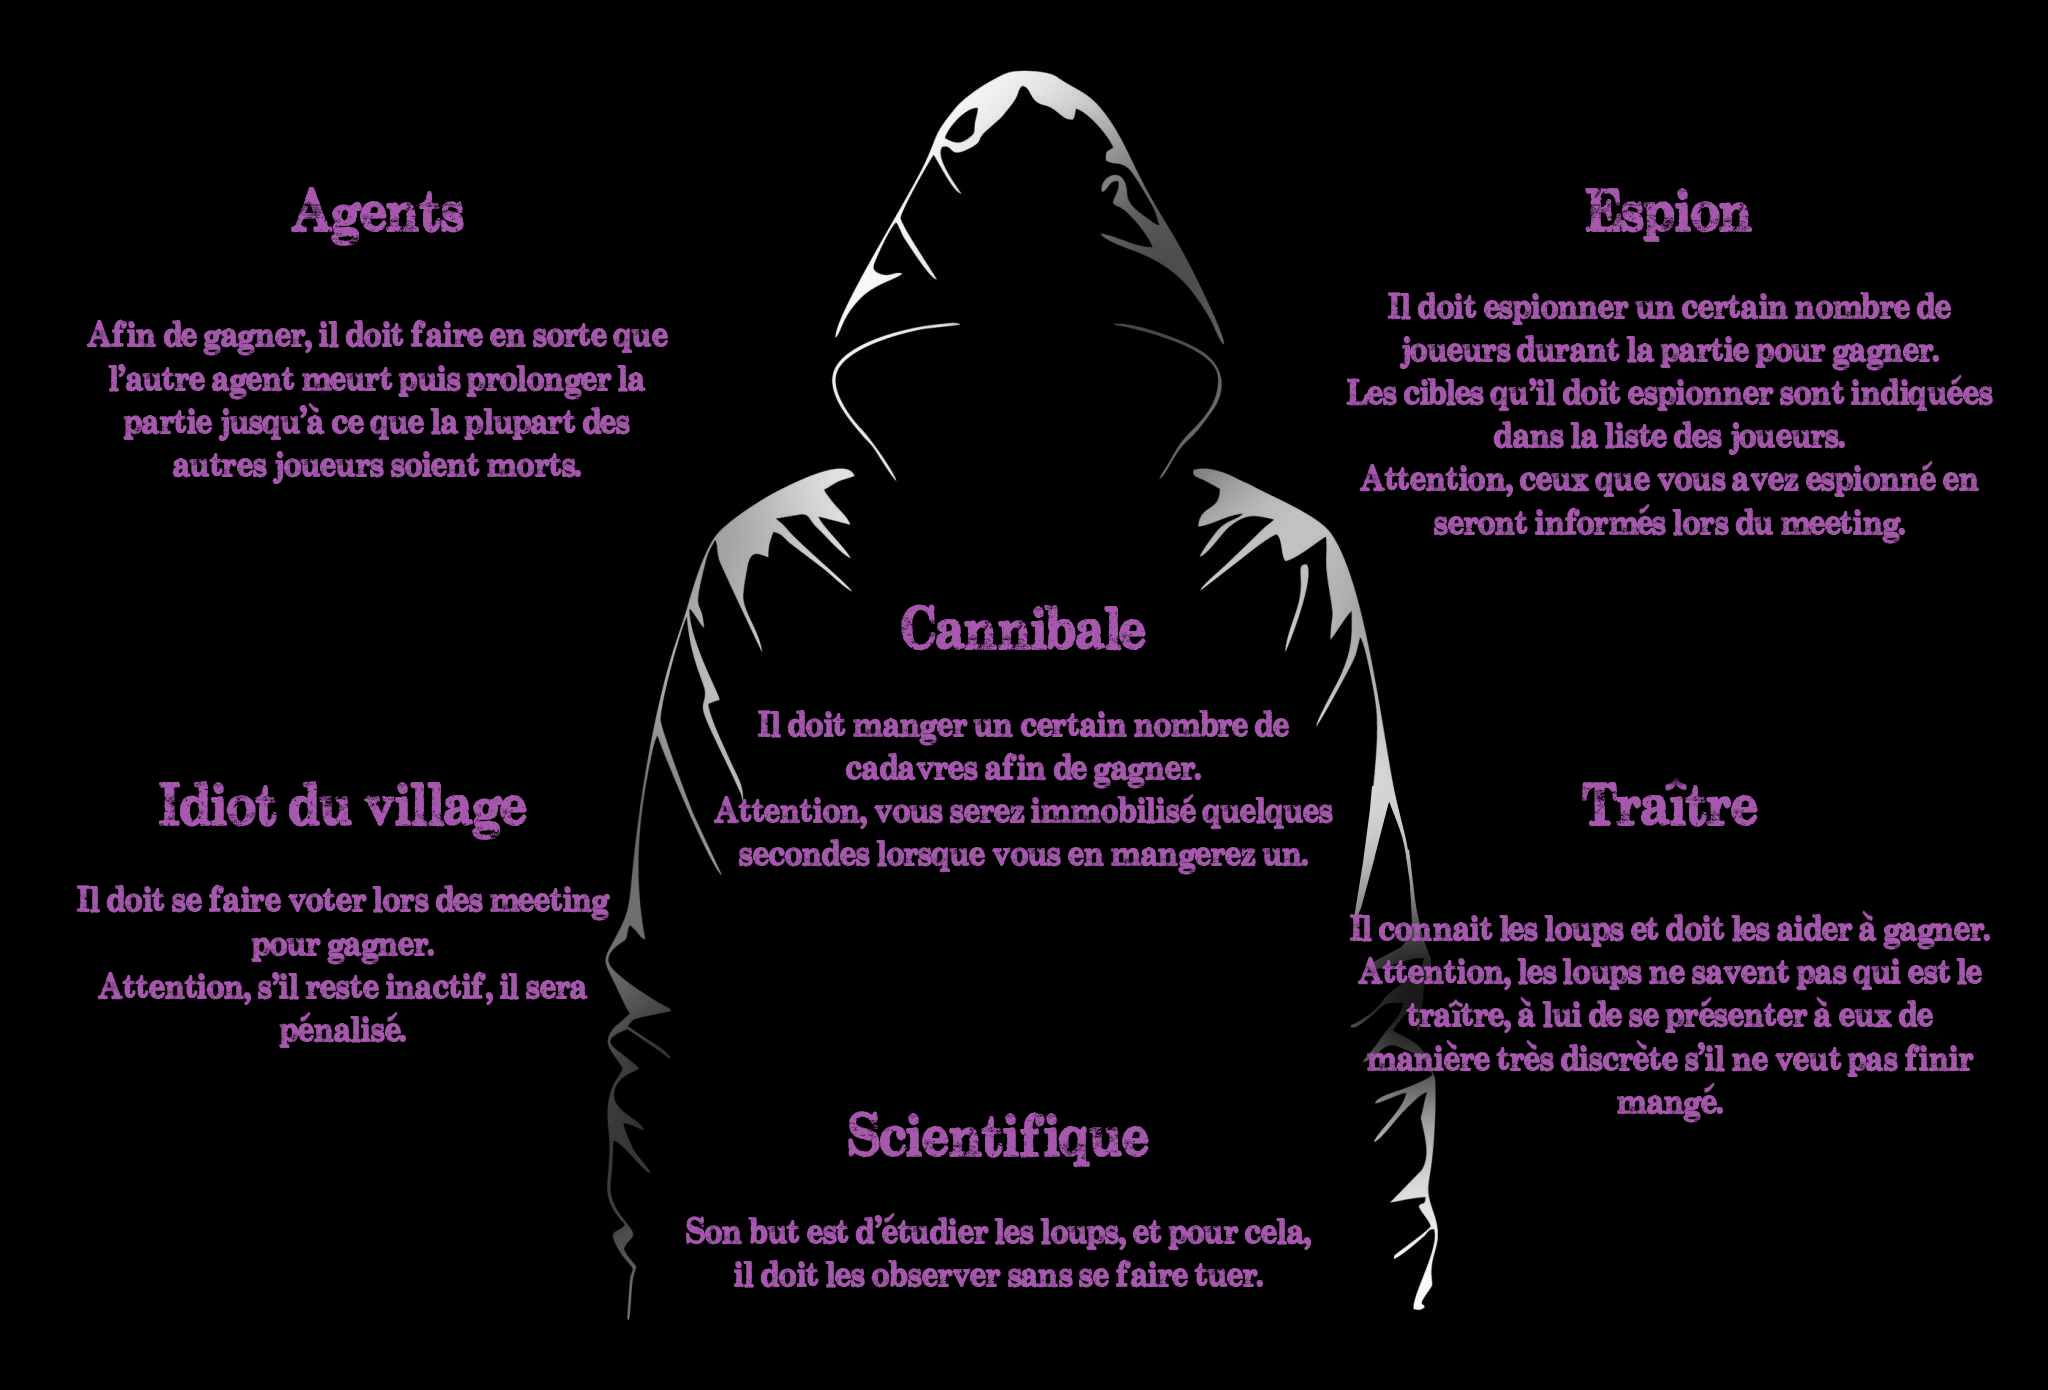 Agents
Afin de gagner, il doit faire en sorte que
l'autre agent meurt puis prolonger la
partie jusqu'à ce que la plupart des
autres joueurs soient morts.
Espion
Il doit espionner un certain nombre de
joueurs durant la partie pour gagner.
Les cibles qu'il doit espionner sont indiquées
dans la liste des joueurs.
Attention, ceux que vous avez espionné en
seront informés lors du meeting.
Cannibale
Il doit manger un certain nombre de
cadavres afin de gagner.
Attention, vous serez immobilisé quelques
secondes lorsque vous en mangerez un.
Idiot du village
Il doit se faire voter lors des meeting
pour gagner.
Attention, s'il reste inactif, il sera
pénalisé.
Traître
Il connait les loups et doit les aider à gagner.
Attention, les loups ne savent pas qui est le
traître, à lui de se présenter à eux de
manière très discrète s'il ne veut pas finir
mangé.
Scientifique
Son but est d'étudier les loups, et pour cela,
il doit les observer sans se faire tuer.